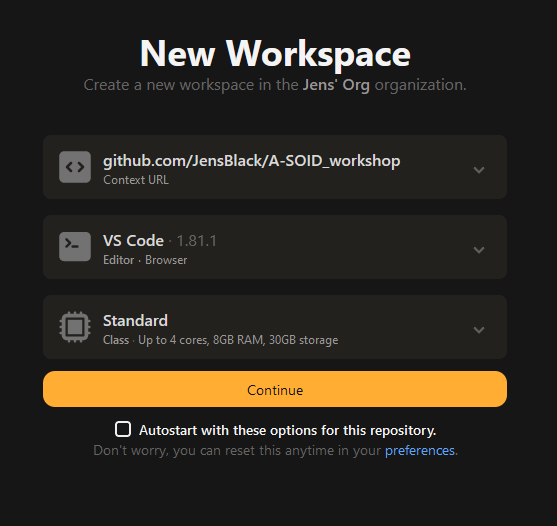 New Workspace
Create a new workspace in the Jens' Org organization.
github.com/JensBlack/A-SOID_workshop
Context URL
VS Code · 1.81.1
Editor · Browser
Standard
Class · Up to 4 cores, 8GB RAM, 30GB storage
Continue
Autostart with these options for this repository.
Don't worry, you can reset this anytime in your preferences.